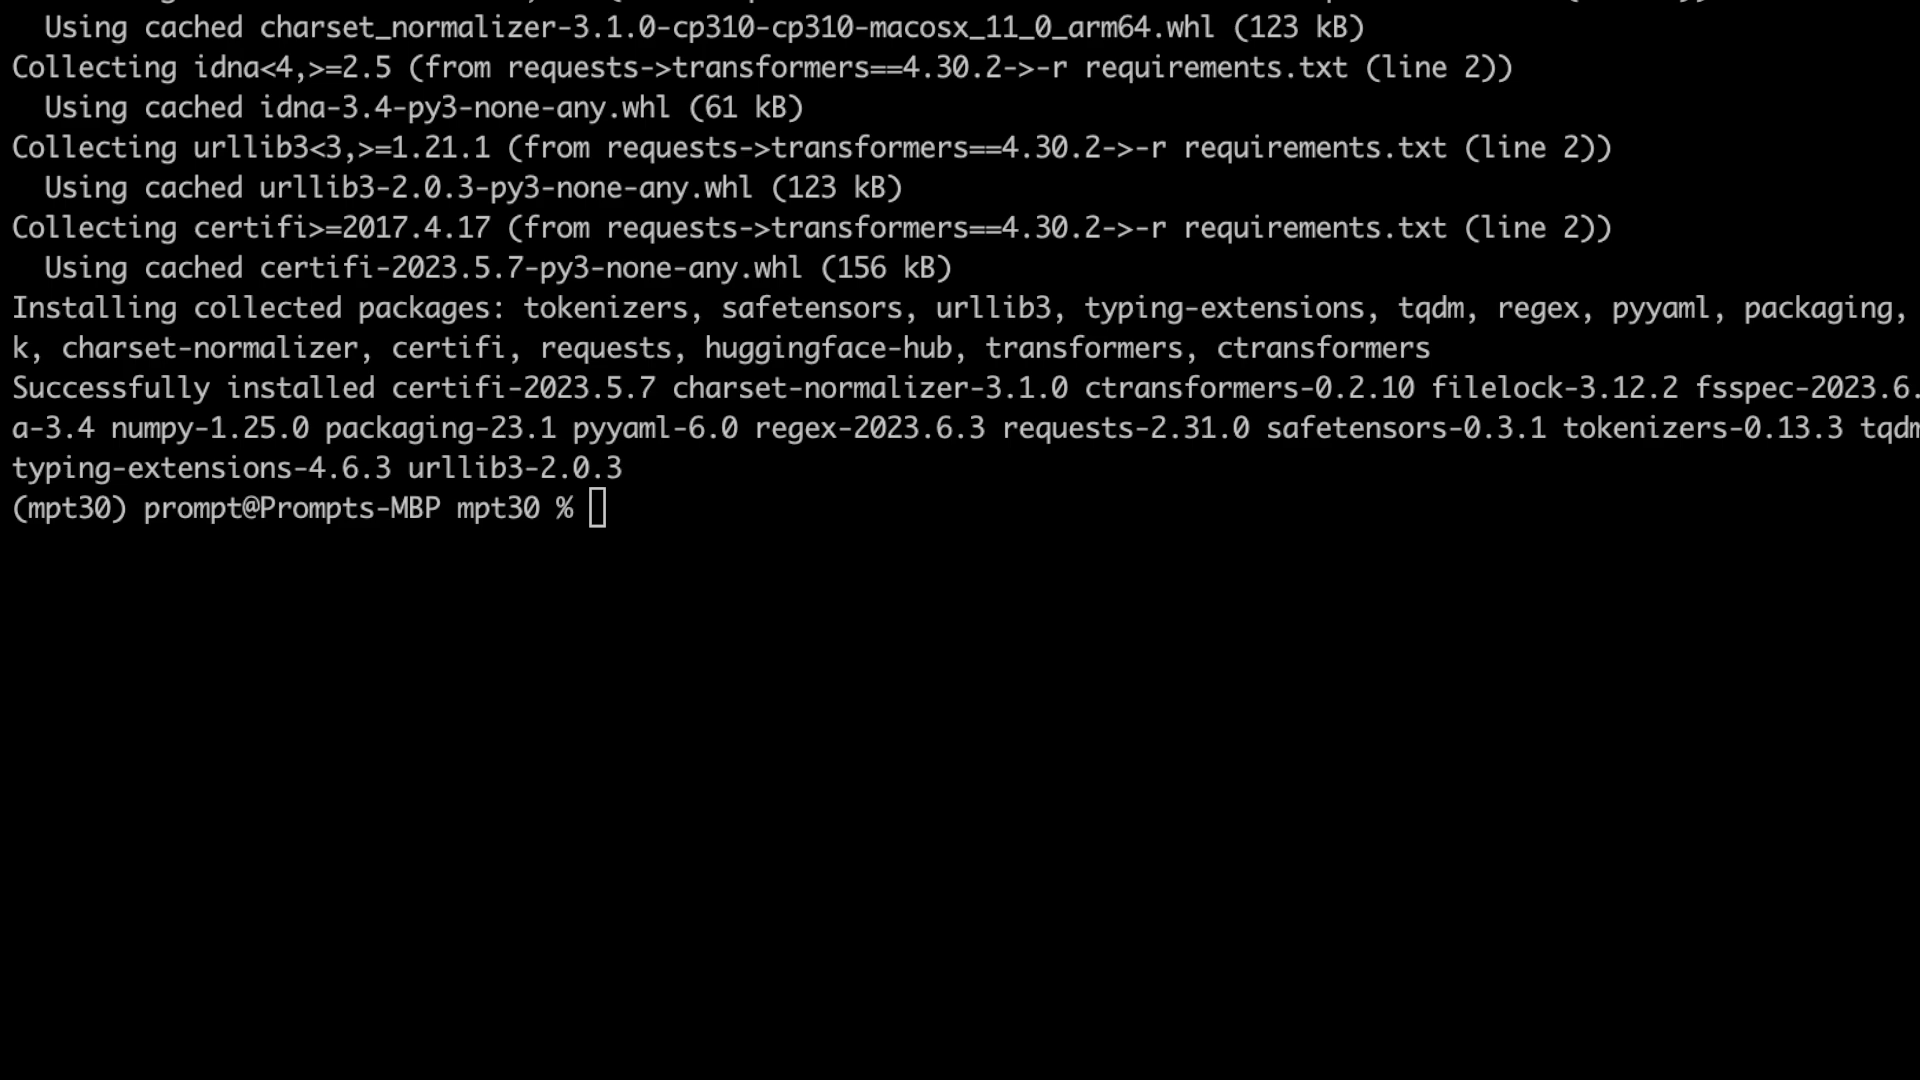 Using cached charset_normalizer-3.1.0-cp310-cp310-macosx_11_0_arm64.whl (123 kB)
Collecting idna<4,>=2.5 (from requests->transformers==4.30.2->-r requirements.txt (line 2))
Using cached idna-3.4-py3-none-any.whl (61 kB)
Collecting urllib3<3,>=1.21.1 (from requests->transformers==4.30.2->-r requirements.txt (line 2))
Using cached urllib3-2.0.3-py3-none-any.whl (123 kB)
Collecting certifi>=2017.4.17 (from requests->transformers==4.30.2->-r requirements.txt (line 2))
Using cached certifi-2023.5.7-py3-none-any.whl (156 kB)
Installing collected packages: tokenizers, safetensors, urllib3, typing-extensions, tqdm, regex, pyyaml, packaging,
k, charset-normalizer, certifi, requests, huggingface-hub, transformers, ctransformers
Successfully installed certifi-2023.5.7 charset-normalizer-3.1.0 ctransformers-0.2.10 filelock-3.12.2 fsspec-2023.6.
a-3.4 numpy-1.25.0 packaging-23.1 pyyaml-6.0 regex-2023.6.3 requests-2.31.0 safetensors-0.3.1 tokenizers-0.13.3 tqdm
typing-extensions-4.6.3 urllib3-2.0.3
(mpt30) prompt@Prompts-MBP mpt30 %